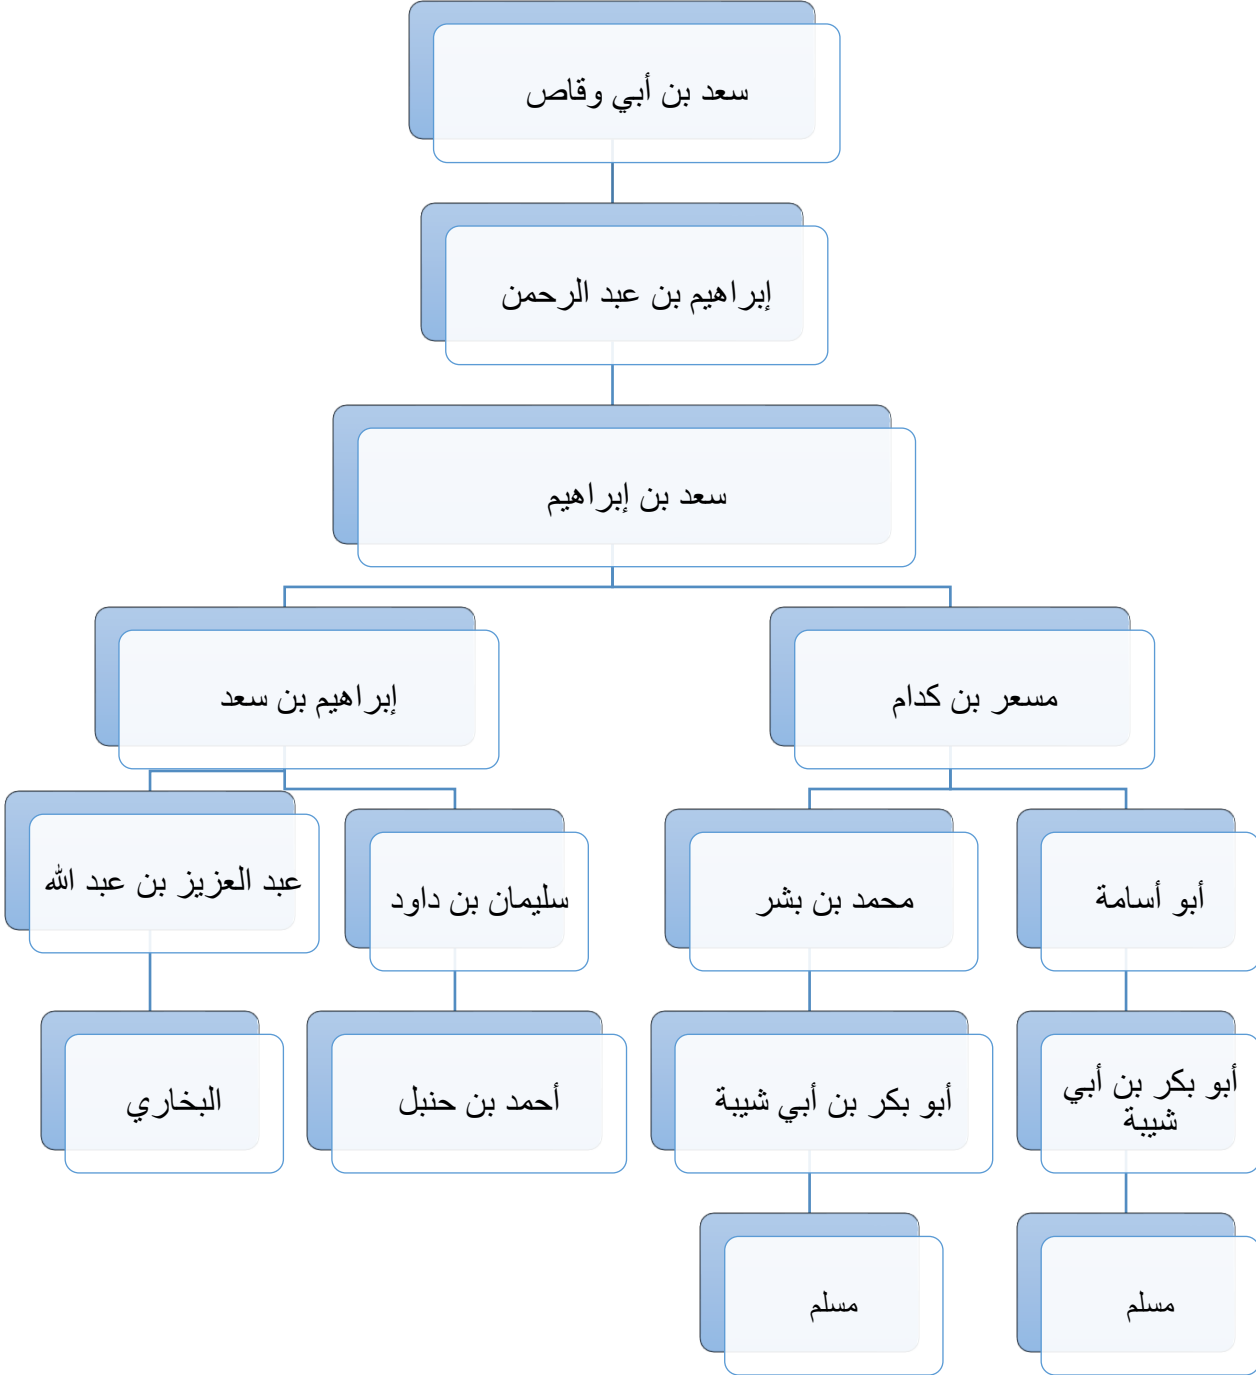 سعد بن أبي وقاص
إبراهيم بن عبد الرحمن
سعد بن إبراهيم
مسعر بن كدام
إبراهيم بن سعد
أبو أسامة
محمد بن بشر
سليمان بن داود
عبد العزيز بن عبد الله
أبو بكر بن أبي
شيبة
أبو بكر بن أبي شيبة
أحمد بن حنبل
البخاري
مسلم
مسلم